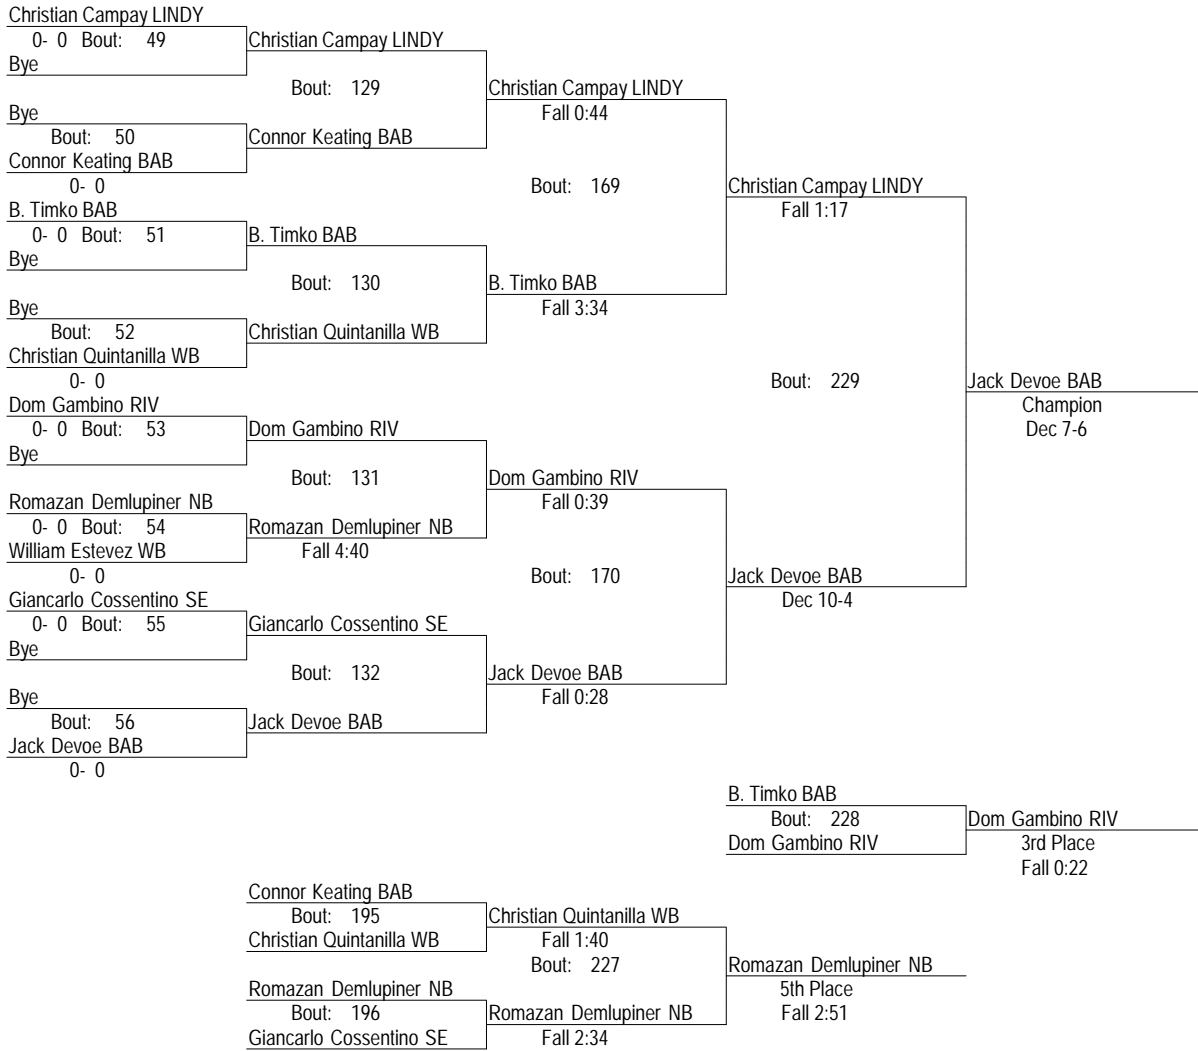 Christian Campay LINDY
0- 0 Bout: 49
Bye
Christian Campay LINDY
Bout: 129
Bye
Bout: 50
Connor Keating BAB
0- 0
Connor Keating BAB
Christian Campay LINDY
Fall 0:44
Bout: 169
B. Timko BAB
0- 0 Bout: 51
Bye
B. Timko BAB
Bout: 130
Bye
Bout: 52
Christian Quintanilla WB
0- 0
Christian Quintanilla WB
B. Timko BAB
Fall 3:34
Christian Campay LINDY
Fall 1:17
Bout: 229
Dom Gambino RIV
0- 0 Bout: 53
Bye
Dom Gambino RIV
Bout: 131
Romazan Demlupiner NB
0- 0 Bout: 54
William Estevez WB
0- 0
Romazan Demlupiner NB
Fall 4:40
Dom Gambino RIV
Fall 0:39
Bout: 170
Giancarlo Cossentino SE
0- 0 Bout: 55
Bye
Giancarlo Cossentino SE
Bout: 132
Bye
Bout: 56
Jack Devoe BAB
0- 0
Jack Devoe BAB
Jack Devoe BAB
Fall 0:28
Jack Devoe BAB
Dec 10-4
Jack Devoe BAB
Champion
Dec 7-6
B. Timko BAB
Bout: 228
Dom Gambino RIV
Dom Gambino RIV
3rd Place
Fall 0:22
Connor Keating BAB
Bout: 195
Christian Quintanilla WB
Christian Quintanilla WB
Fall 1:40
Bout: 227
Romazan Demlupiner NB
Bout: 196
Giancarlo Cossentino SE
Romazan Demlupiner NB
Fall 2:34
Romazan Demlupiner NB
5th Place
Fall 2:51